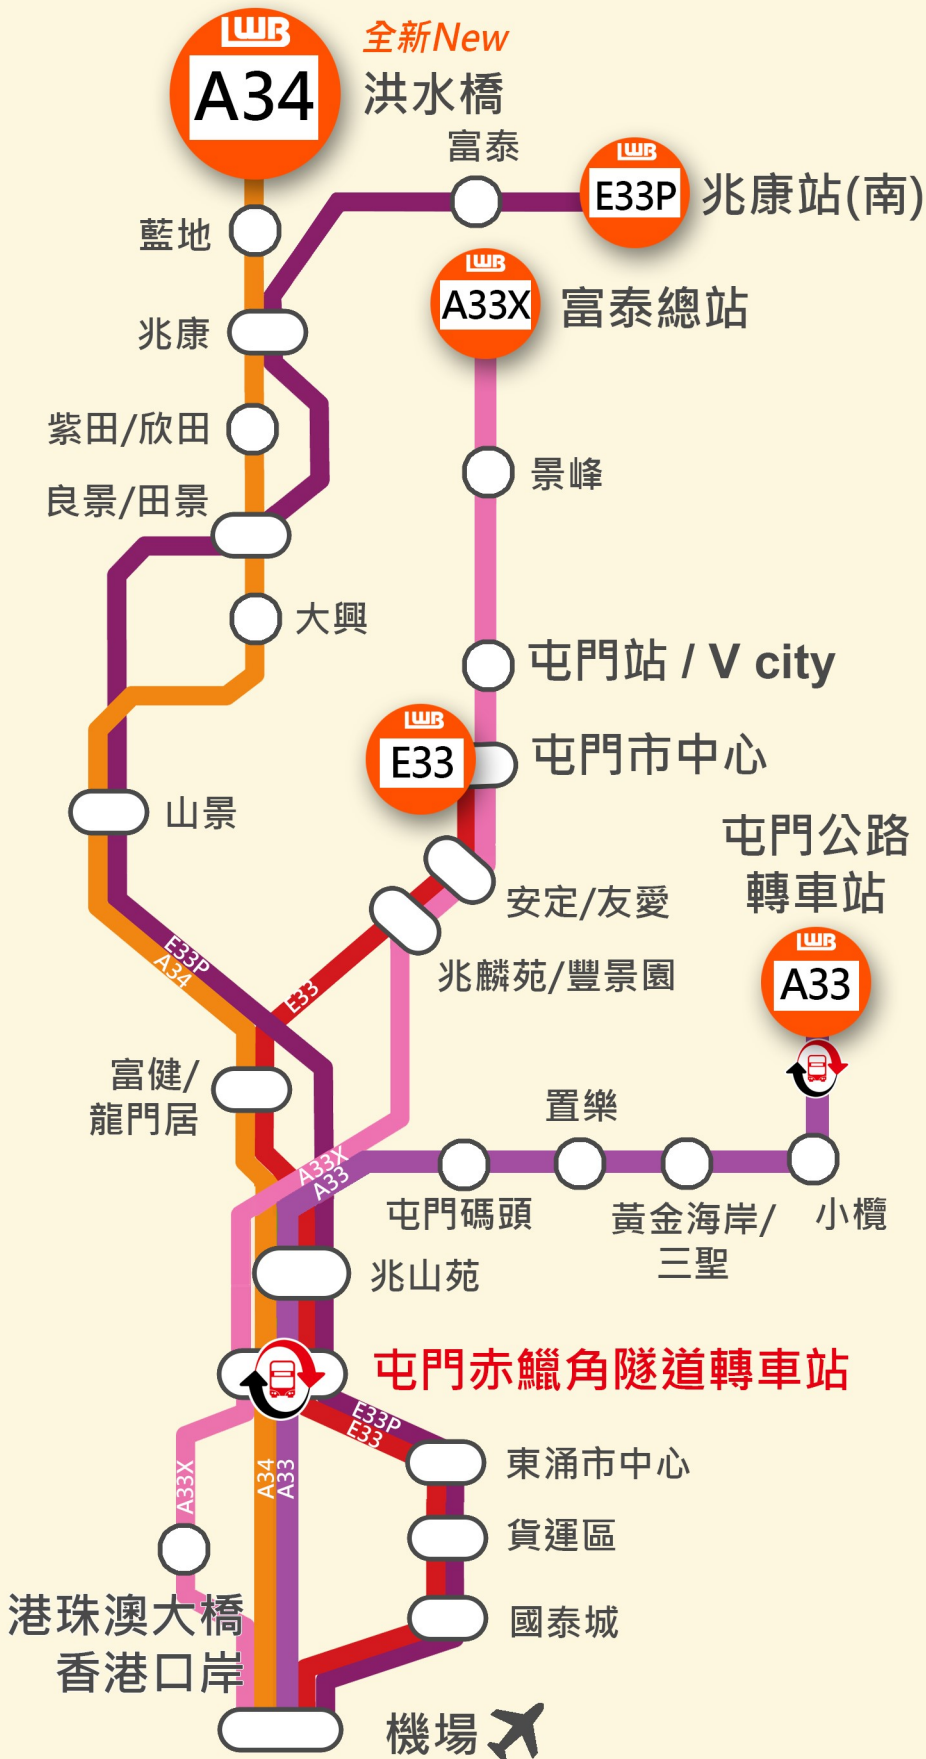 LWB
A34
全新New
洪水橋
富泰
LWB
E33P
兆康站(南)
藍地
LWB
A33X
富泰總站
兆康
紫田/欣田
景峰
良景/田景
大興
屯門站 / V city
LWB
E33
屯門市中心
山景
屯門公路
轉車站
安定/友愛
LWB
A33
E33P
A34
E33
兆麟苑/豐景園
富健/
龍門居
置樂
A33X
A33
屯門碼頭
黃金海岸/
三聖
小欖
兆山苑
屯門赤鱲角隧道轉車站
E33P
E33
A33X
A34
A33
東涌市中心
貨運區
港珠澳大橋
香港口岸
國泰城
機場